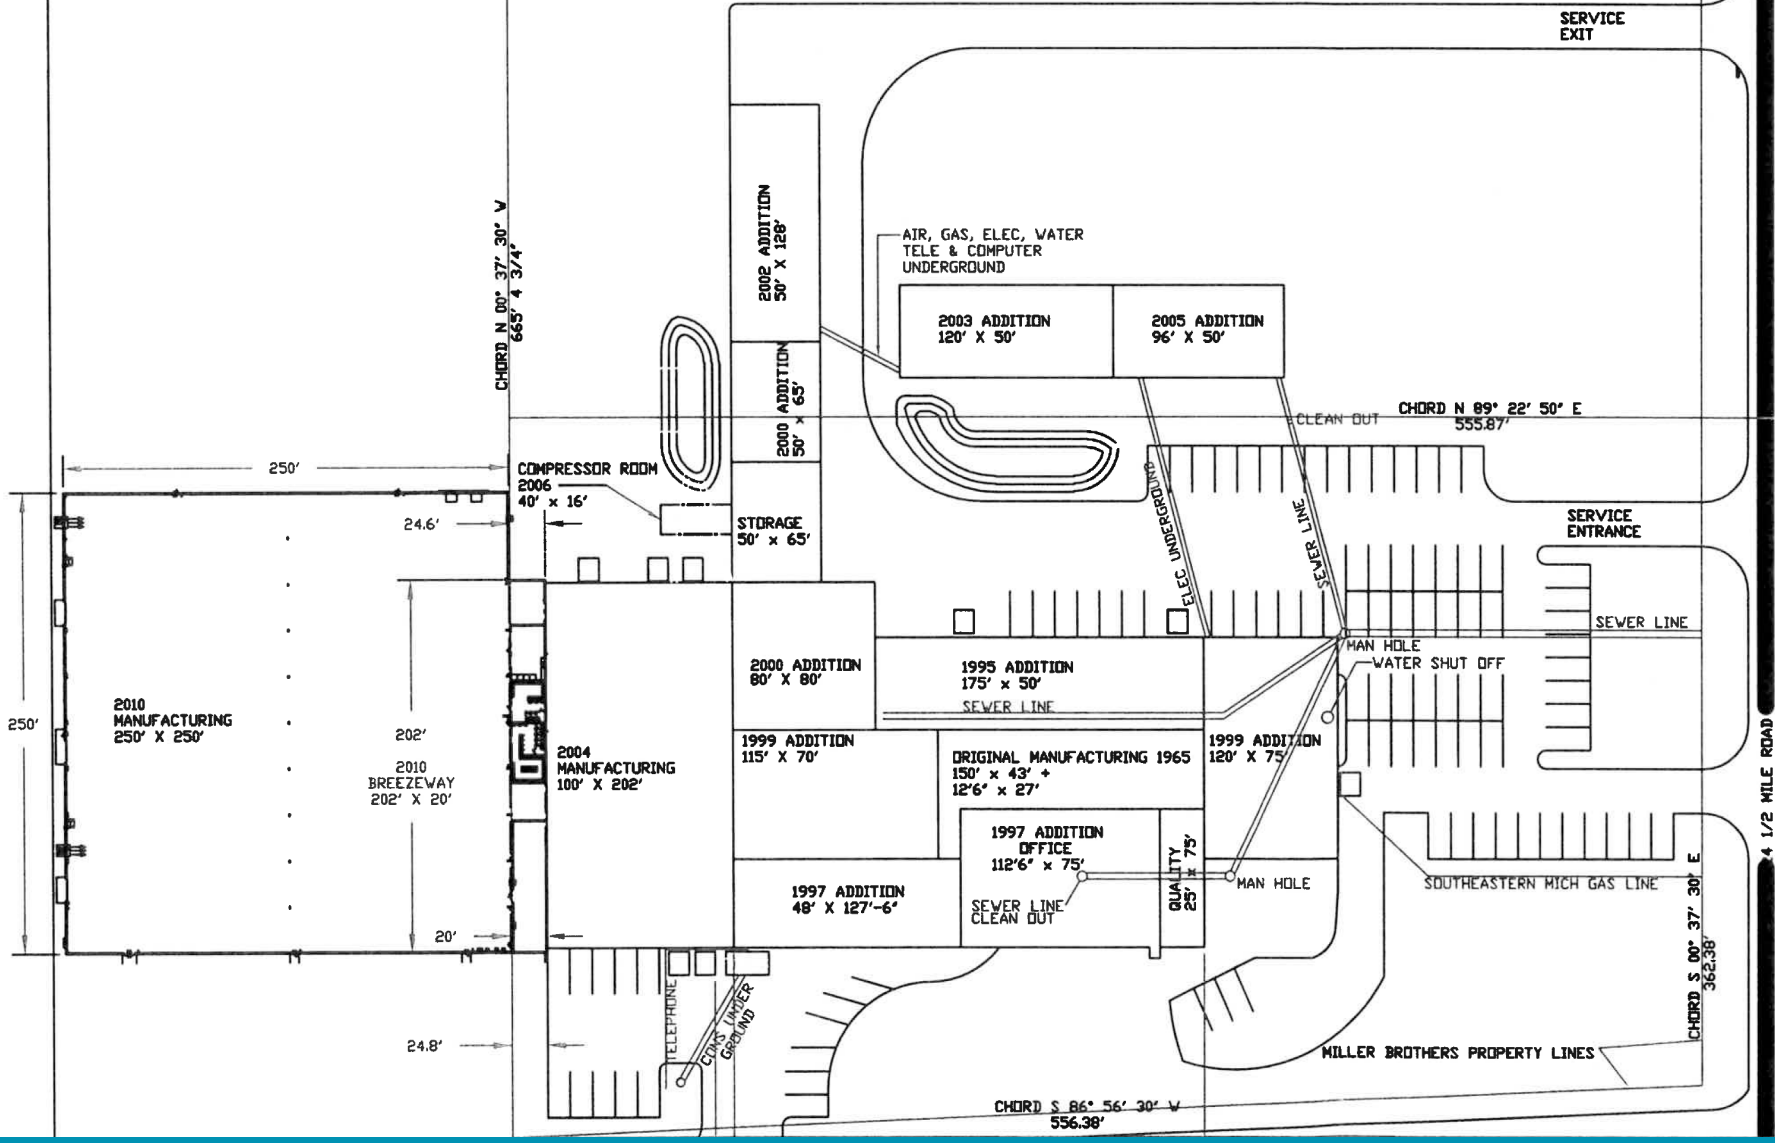 SERVICE
EXIT
CHORD N 00° 37' 30" W
665' 4 3/4"
2002 ADDITION
50' X 128'
AIR, GAS, ELEC, WATER
TELE & COMPUTER
UNDERGROUND
2003 ADDITION
120' X 50'
2005 ADDITION
96' X 50'
2000 ADDITION
50' x 65'
CLEAN OUT
CHORD N 89° 22' 50" E
555.87'
250'
COMPRESSOR ROOM
2006
40' x 16'
24.6'
STORAGE
50' x 65'
ELEC UNDERGROUND
SEWER LINE
SERVICE
ENTRANCE
SEWER LINE
MAN HOLE
WATER SHUT OFF
2000 ADDITION
80' X 80'
1995 ADDITION
175' x 50'
SEWER LINE
250'
2010
MANUFACTURING
250' X 250'
202'
2010
BREEZEWAY
202' X 20'
2004
MANUFACTURING
100' X 202'
1999 ADDITION
115' X 70'
ORIGINAL MANUFACTURING 1965
150' x 43' +
12'6" x 27'
1999 ADDITION
120' X 75'
24 1/2 MILE ROAD
1997 ADDITION
OFFICE
112'6" x 75'
QUALITY
25' x 75'
1997 ADDITION
48' X 127'-6"
SEWER LINE
CLEAN OUT
MAN HOLE
SOUTHEASTERN MICH GAS LINE
20'
CHORD S 00° 37' 30" E
362.38'
TELEPHONE
CONS UNDER
GROUND
24.8'
MILLER BROTHERS PROPERTY LINES
CHORD S 86° 56' 30" W
556.38'